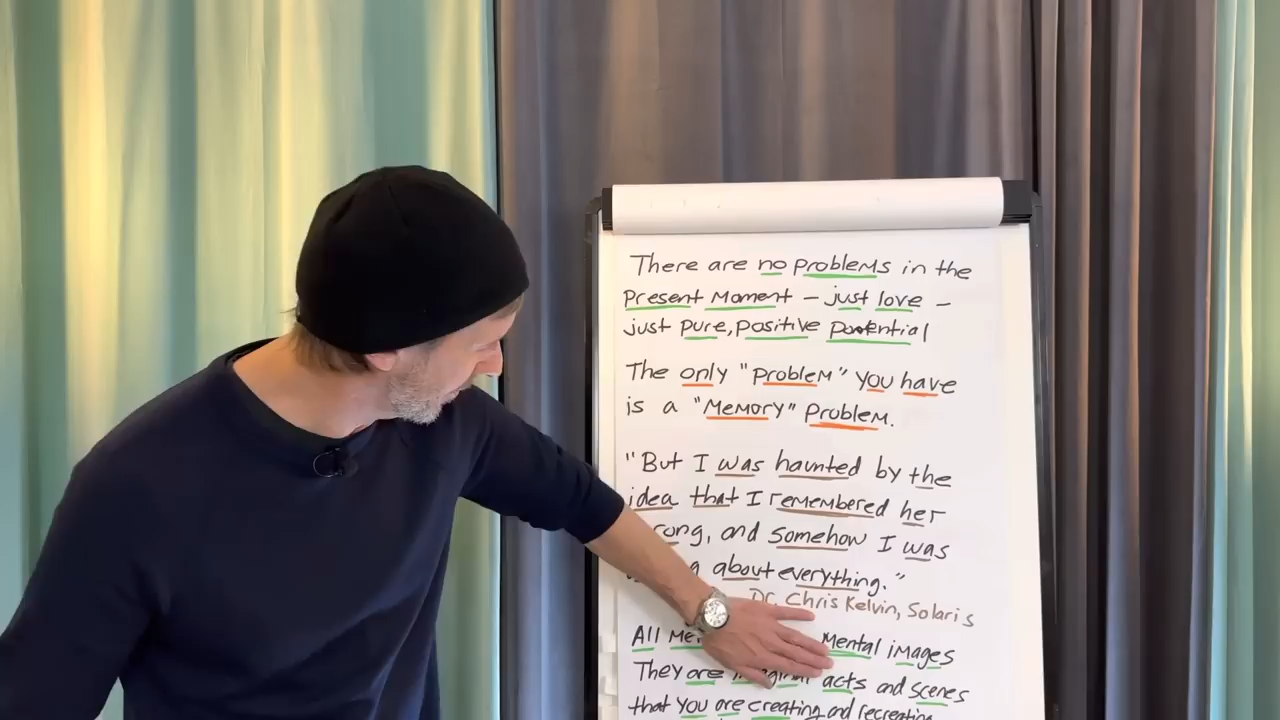 There are no problems in the
Present Moment – just love –
just pure, positive potential
The only "problem" you have
is a "Memory" Problem.
"But I was haunted by the
idea that I remembered her
and somehow I was
about everything."
Dr. Chris Kelvin, Solaris
All Mental images
They are acts and scenes
that you are creating and recreating